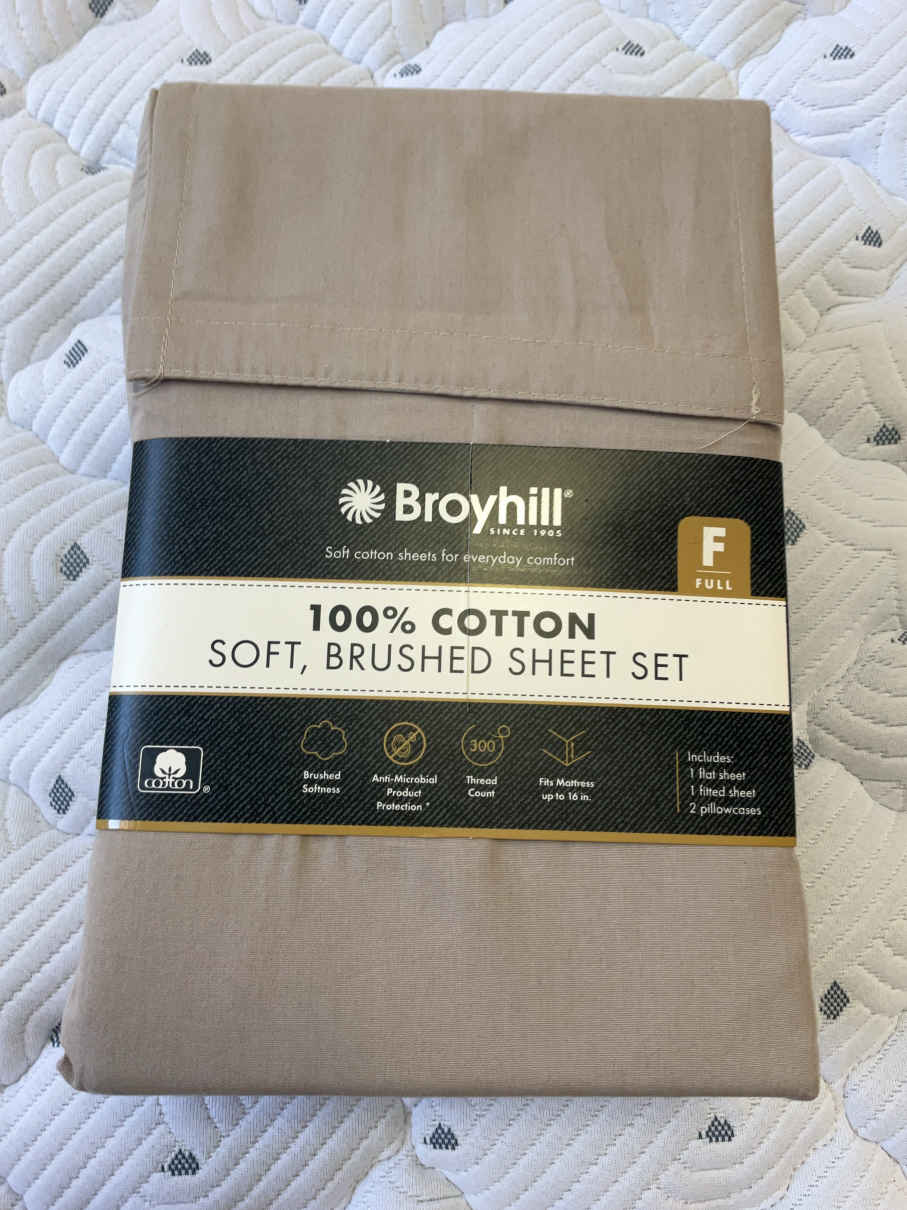 Broyhill®
SINCE 1905
Soft cotton sheets for everyday comfort
F
FULL
100% COTTON
SOFT, BRUSHED SHEET SET
cotton ®
Brushed
Softness
Anti-Microbial
Product
Protection *
300
Thread
Count
Fits Mattress
up to 16 in.
Includes:
1 flat sheet
1 fitted sheet
2 pillowcases